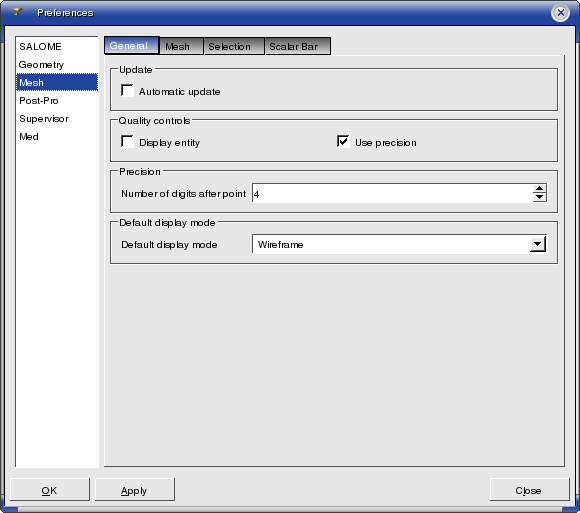 Preferences
SALOME
Geometry
Mesh
Post-Pro
Supervisor
Med
General Mesh Selection Scalar Bar
Update
Automatic update
Quality controls
Display entity Use precision
Precision
Number of digits after point 4
Default display mode
Default display mode Wireframe
OK Apply Close